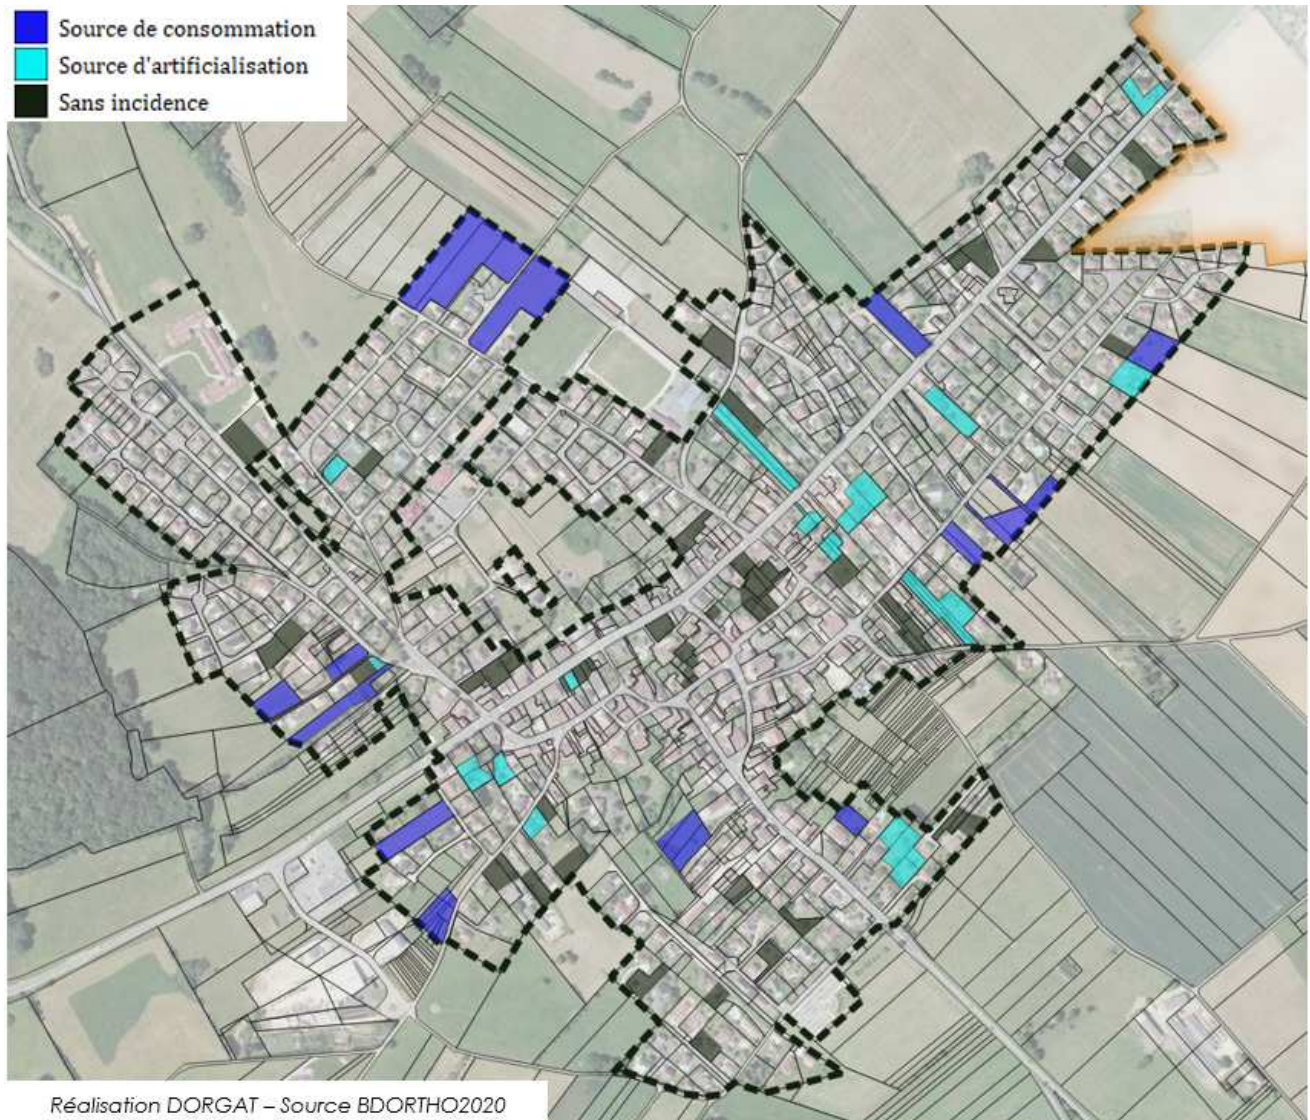 Source de consommation
Source d'artificialisation
Sans incidence
Réalisation DORGAT – Source BDORTHO2020